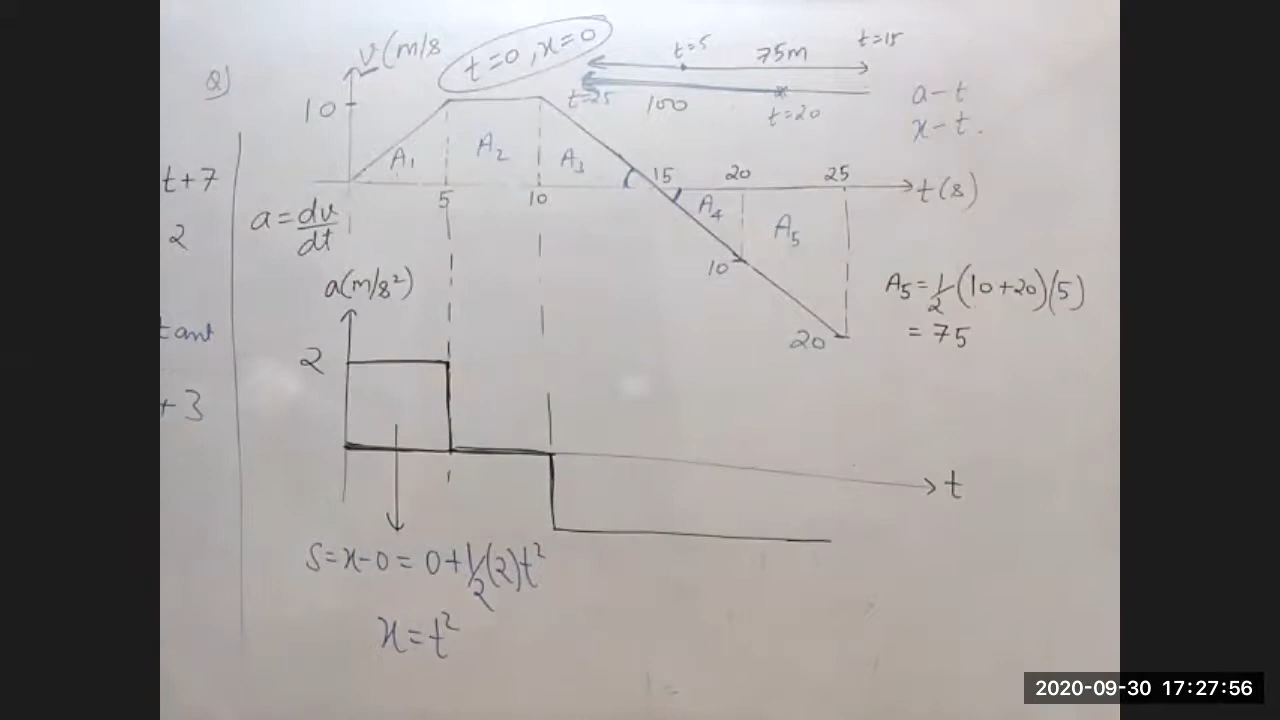 Q)
v(m/s
t=0, x=0
t=5
75m
t=15
t=25
100
t=20
a-t
x-t.
10
A₁
A₂
A₃
15
20
25
t(s)
5
10
A₄
A₅
10
20
t+7
2
tant
+3
a=dv/dt
a(m/s²)
A₅=1/2(10+20)(5)
=75
2
t
S=x-0=0+1/2(2)t²
x=t²
2020-09-30 17:27:56